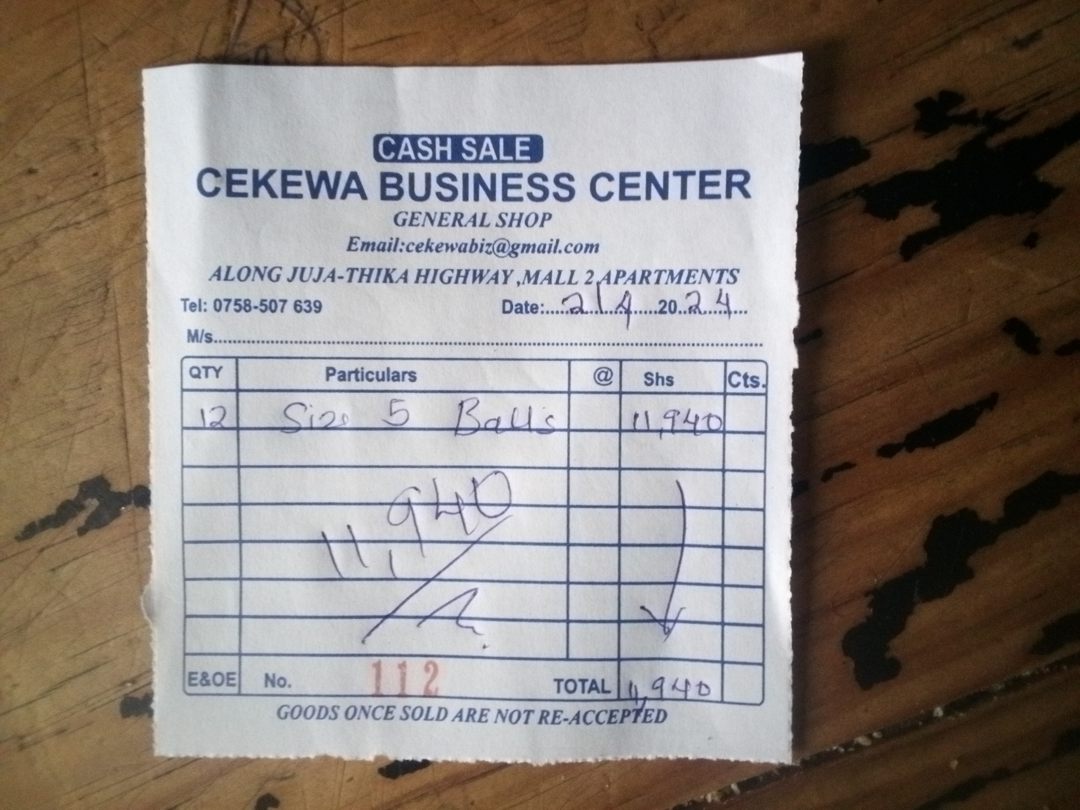 CASH SALE
CEKEWA BUSINESS CENTER
GENERAL SHOP
Email:cekewabiz@gmail.com
ALONG JUJA-THIKA HIGHWAY ,MALL 2 APARTMENTS
Tel: 0758-507 639 Date:....2/4......20..24....
M/s..........................................................
QTY Particulars @ Shs Cts.
12 Size 5 Balls 11,940
11,940
E&OE No. 112 TOTAL 11,940
GOODS ONCE SOLD ARE NOT RE-ACCEPTED